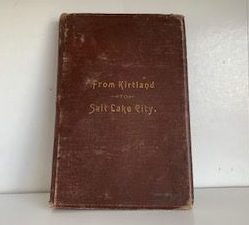 From Kirtland
TO
Salt Lake City.